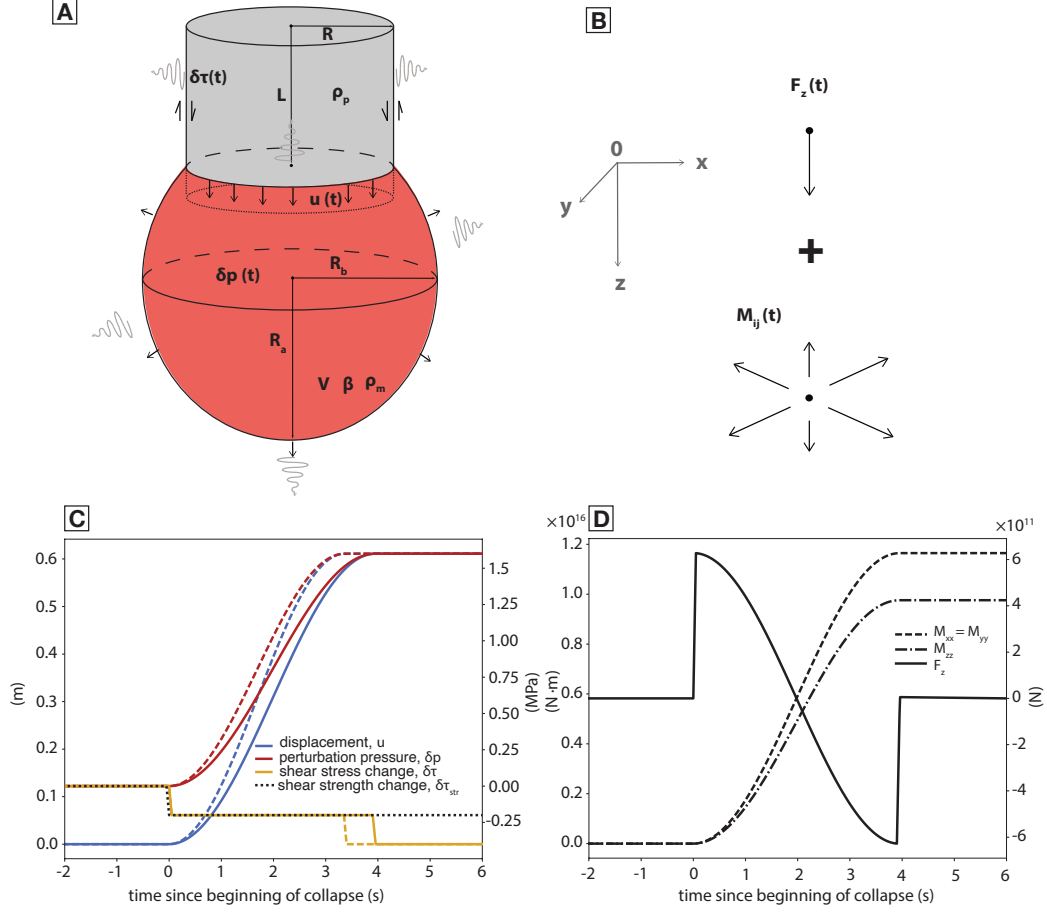 A
R
δτ(t)
L
ρp
u (t)
δp (t)
Rb
Ra
V β ρm
B
Fz(t)
0
x
y
z
+
Mij(t)
C
0.6
0.5
0.4
0.3
0.2
0.1
0.0
(m)
1.50
1.25
1.00
0.75
0.50
0.25
0.00
-0.25
(MPa)
displacement, u
perturbation pressure, δp
shear stress change, δτ
shear strength change, δτstr
-2 -1 0 1 2 3 4 5 6
time since beginning of collapse (s)
D
×10¹⁶
×10¹¹
1.2
1.0
0.8
0.6
0.4
0.2
0.0
(N·m)
6
4
2
0
-2
-4
-6
(N)
Mxx = Myy
Mzz
Fz
-2 -1 0 1 2 3 4 5 6
time since beginning of collapse (s)